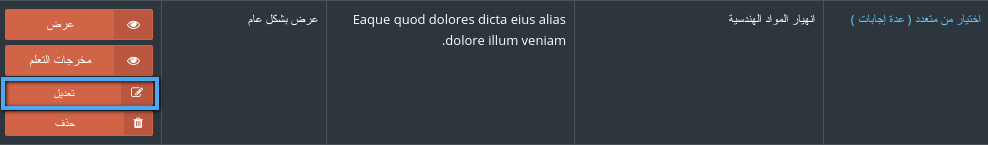 اختيار من متعدد ( عدة إجابات )
انهيار المواد الهندسية
Eaque quod dolores dicta eius alias
dolore illum veniam.
عرض بشكل عام
عرض
مخرجات التعلم
تعديل
حذف